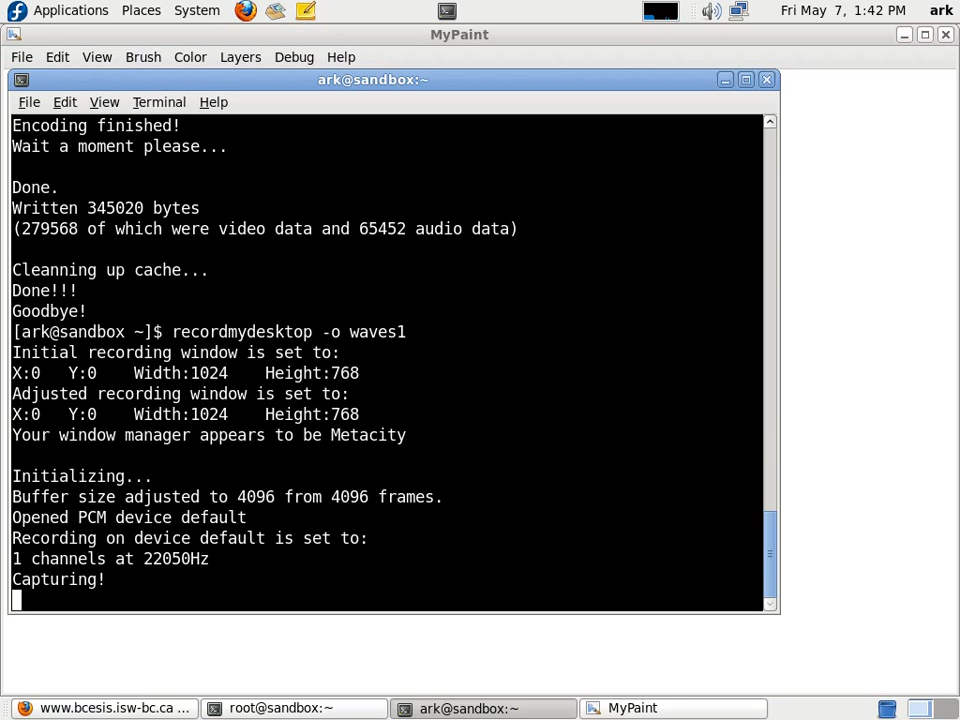 Applications Places System Fri May 7, 1:42 PM ark
MyPaint
File Edit View Brush Color Layers Debug Help
ark@sandbox:~
File Edit View Terminal Help
Encoding finished!
Wait a moment please...
Done.
Written 345020 bytes
(279568 of which were video data and 65452 audio data)
Cleanning up cache...
Done!!!
Goodbye!
[ark@sandbox ~]$ recordmydesktop -o waves1
Initial recording window is set to:
X:0 Y:0 Width:1024 Height:768
Adjusted recording window is set to:
X:0 Y:0 Width:1024 Height:768
Your window manager appears to be Metacity
Initializing...
Buffer size adjusted to 4096 from 4096 frames.
Opened PCM device default
Recording on device default is set to:
1 channels at 22050Hz
Capturing!
www.bcesis.isw-bc.ca ... root@sandbox:~ ark@sandbox:~ MyPaint